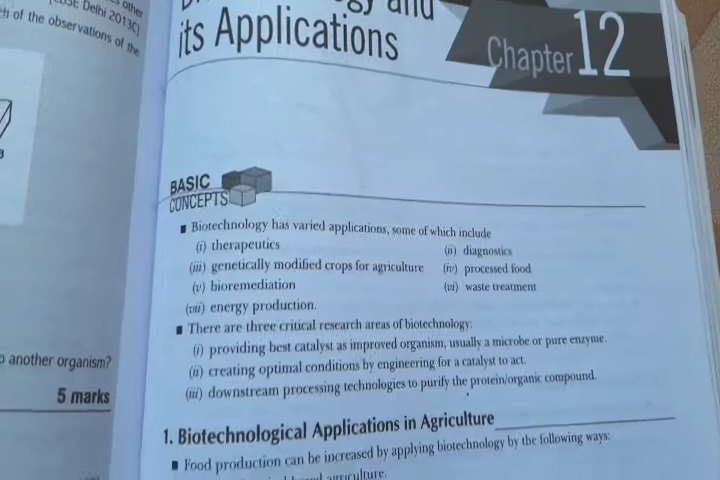 other
Delhi 2013C]
of the observations of the
another organism?
5 marks
and
its Applications
Chapter 12
BASIC
CONCEPTS
■ Biotechnology has varied applications, some of which include
(i) therapeutics
(ii) diagnostics
(iii) genetically modified crops for agriculture
(iv) processed food
(v) bioremediation
(vi) waste treatment
(vii) energy production.
■ There are three critical research areas of biotechnology:
(i) providing best catalyst as improved organism, usually a microbe or pure enzyme.
(ii) creating optimal conditions by engineering for a catalyst to act.
(iii) downstream processing technologies to purify the protein/organic compound.
1. Biotechnological Applications in Agriculture
■ Food production can be increased by applying biotechnology by the following ways:
agriculture.